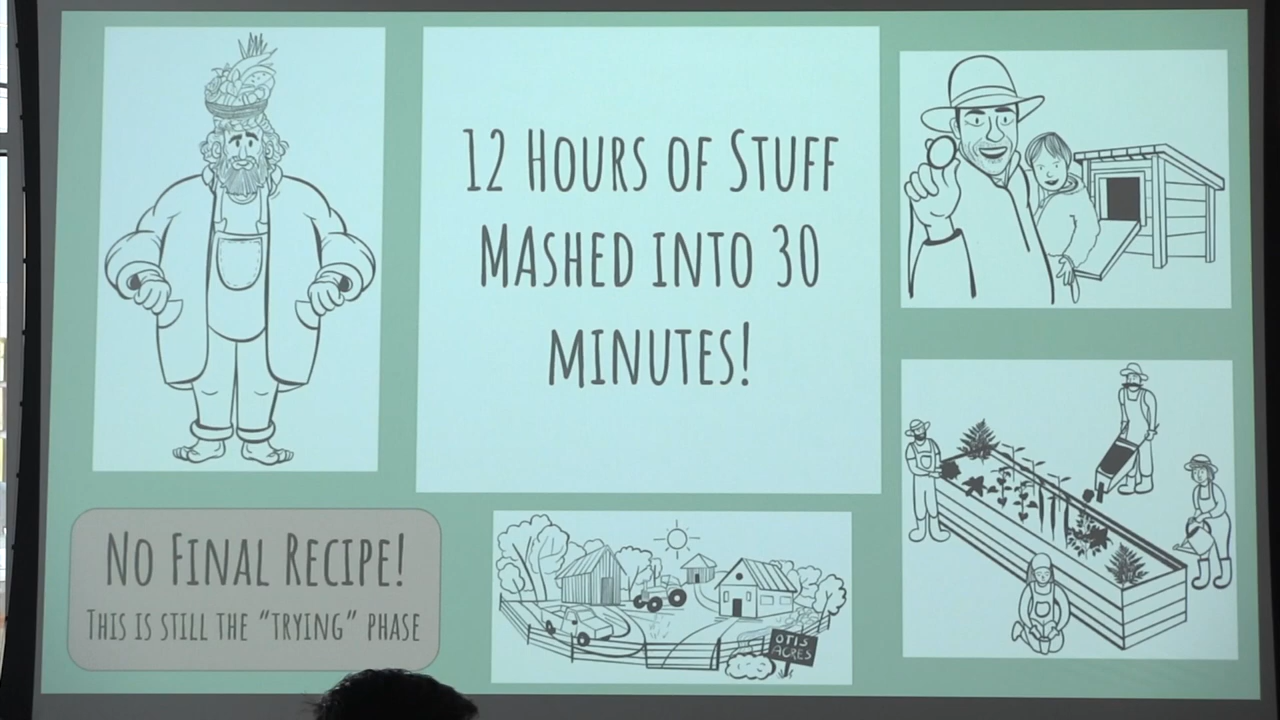 12 Hours of Stuff
Mashed into 30
minutes!
No Final Recipe!
This is still the "trying" phase
OTIS
ACRES